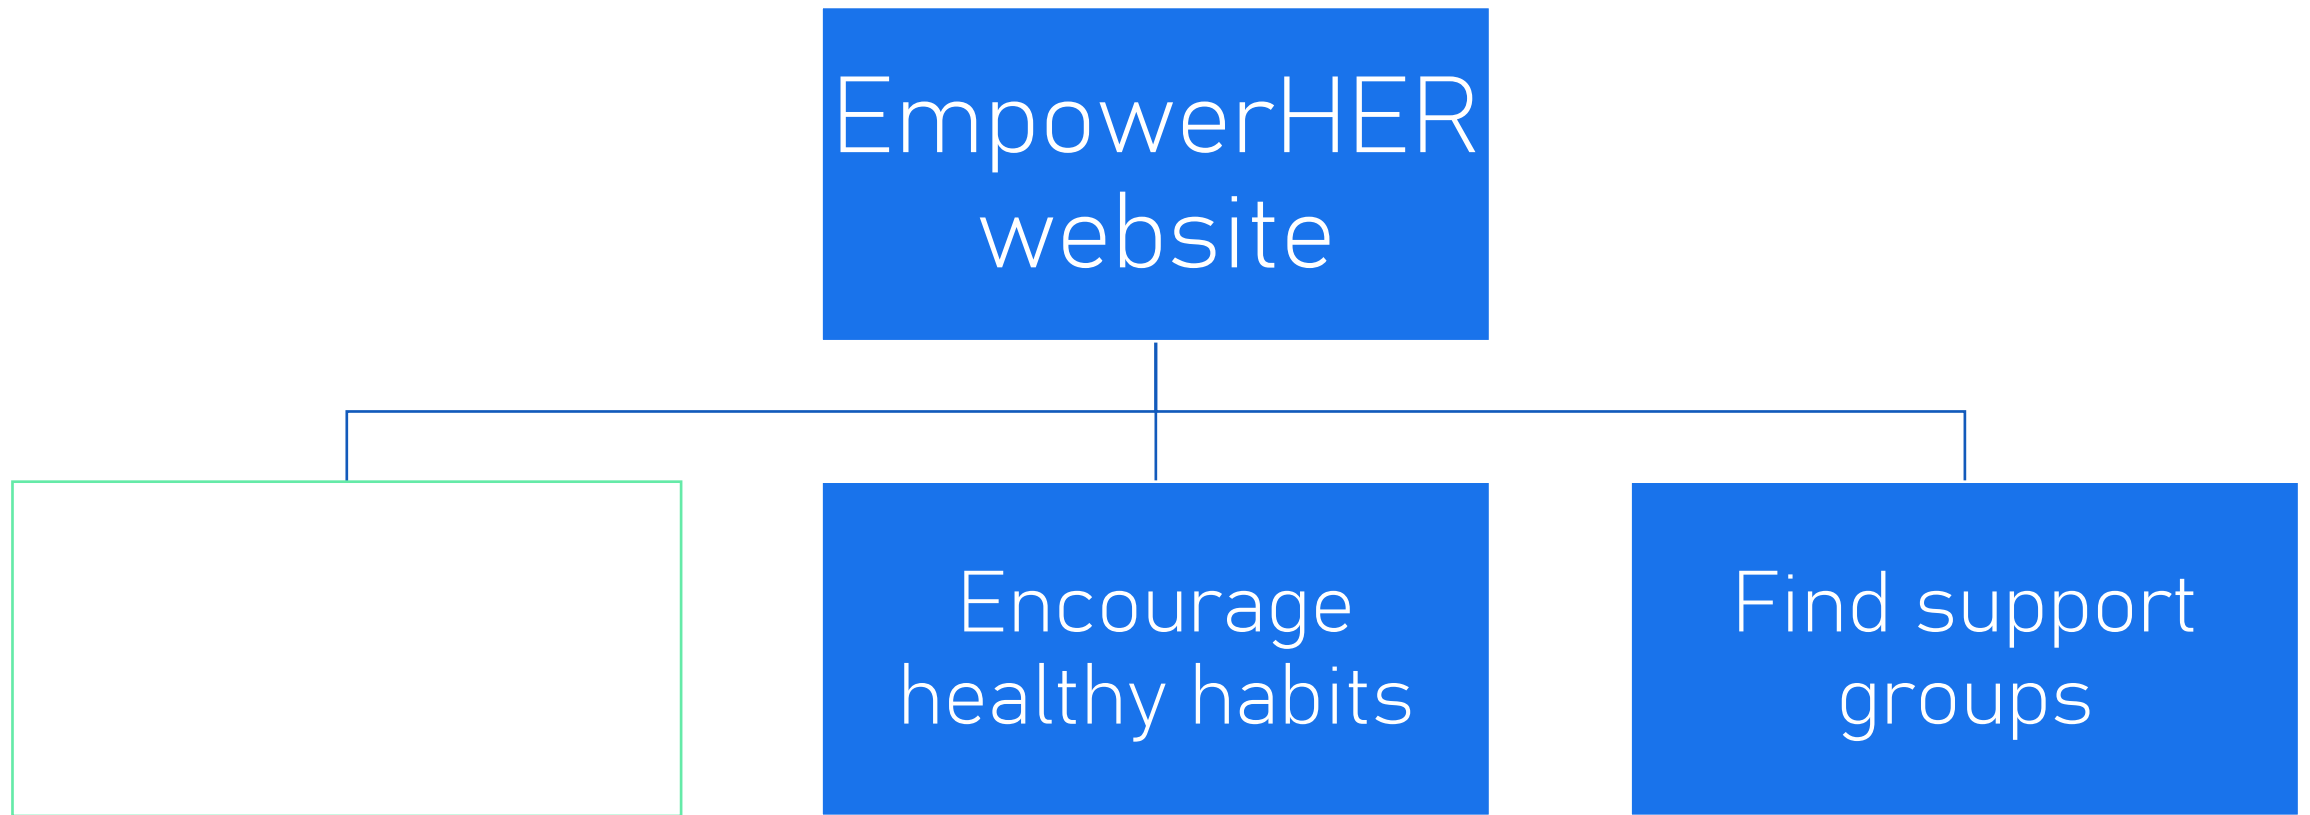 EmpowerHER
website
Encourage
healthy habits
Find support
groups